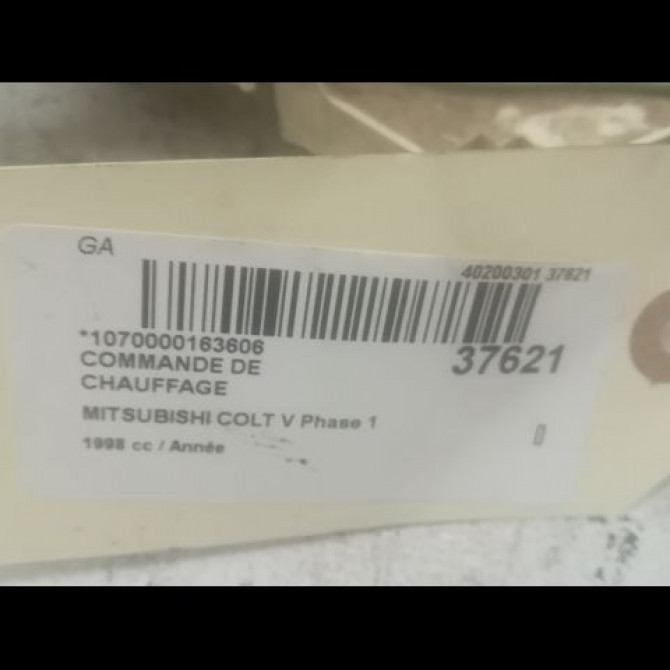 GA
40200301 37621
*1070000163606
37621
COMMANDE DE
CHAUFFAGE
MITSUBISHI COLT V Phase 1
1998 cc / Année